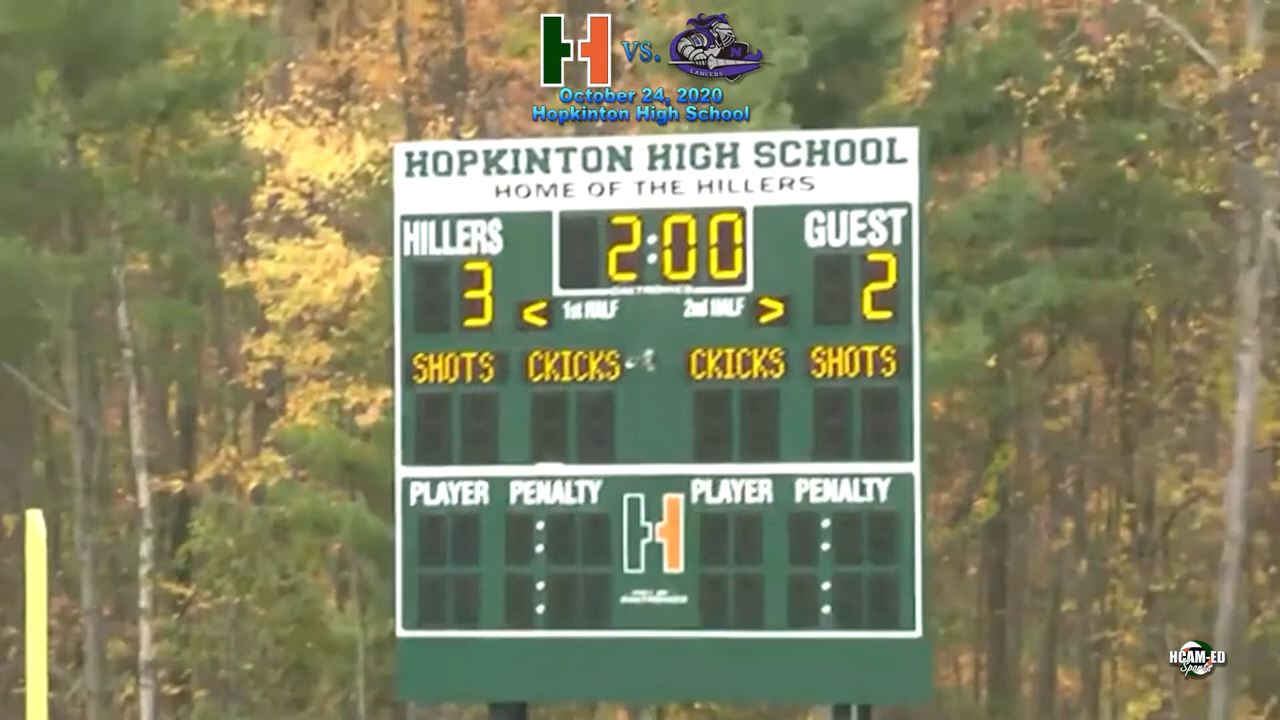 VS.
N
LANCERS
October 24, 2020
Hopkinton High School
HOPKINTON HIGH SCHOOL
HOME OF THE HILLERS
HILLERS 2:00 GUEST
3 < 1st HALF 2nd HALF > 2
SHOTS CKICKS CKICKS SHOTS
PLAYER PENALTY PLAYER PENALTY
H
HCAM-ED
Sports